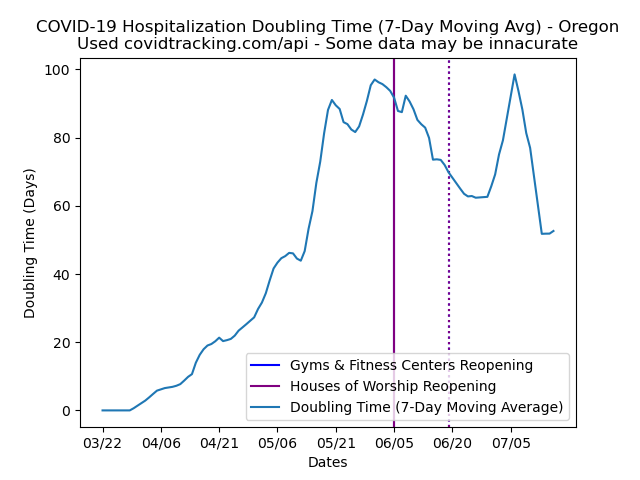 COVID-19 Hospitalization Doubling Time (7-Day Moving Avg) - Oregon
Used covidtracking.com/api - Some data may be innacurate
Doubling Time (Days)
100
80
60
40
20
0
Gyms & Fitness Centers Reopening
Houses of Worship Reopening
Doubling Time (7-Day Moving Average)
03/22 04/06 04/21 05/06 05/21 06/05 06/20 07/05
Dates